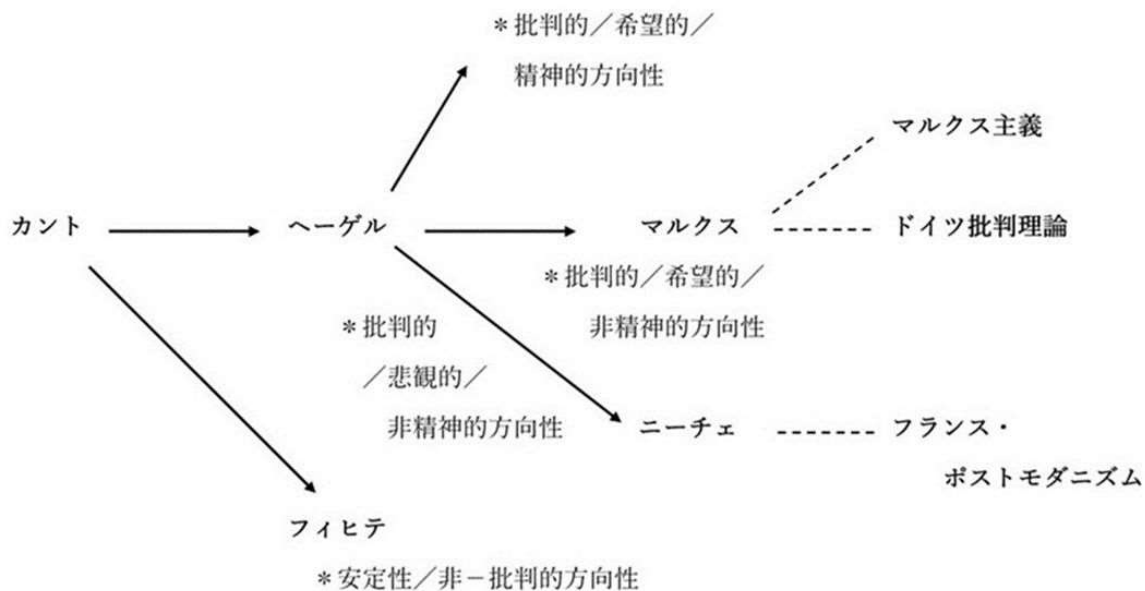 ＊批判的／希望的／
精神的方向性
マルクス主義
カント
ヘーゲル
マルクス
ドイツ批判理論
＊批判的／希望的／
非精神的方向性
＊批判的
／悲観的／
非精神的方向性
ニーチェ
フランス・
ポストモダニズム
フィヒテ
＊安定性／非－批判的方向性